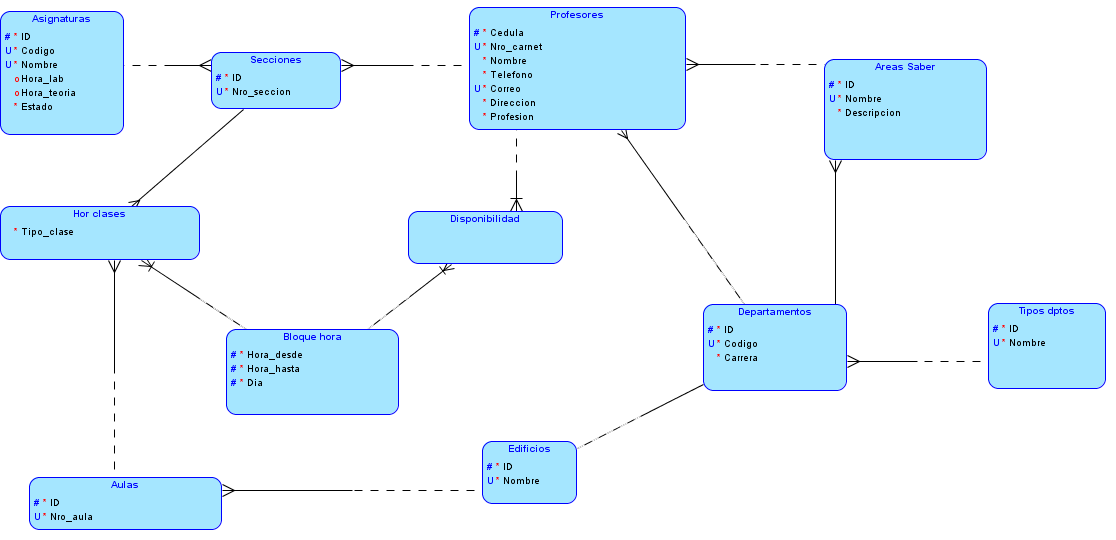 Asignaturas
# * ID
U * Codigo
U * Nombre
o Hora_lab
o Hora_teoria
* Estado
Secciones
# * ID
U * Nro_seccion
Profesores
# * Cedula
U * Nro_carnet
* Nombre
* Telefono
U * Correo
* Direccion
* Profesion
Areas Saber
# * ID
U * Nombre
* Descripcion
Hor clases
* Tipo_clase
Disponibilidad
Bloque hora
# * Hora_desde
# * Hora_hasta
# * Dia
Departamentos
# * ID
U * Codigo
* Carrera
Tipos dptos
# * ID
U * Nombre
Edificios
# * ID
U * Nombre
Aulas
# * ID
U * Nro_aula